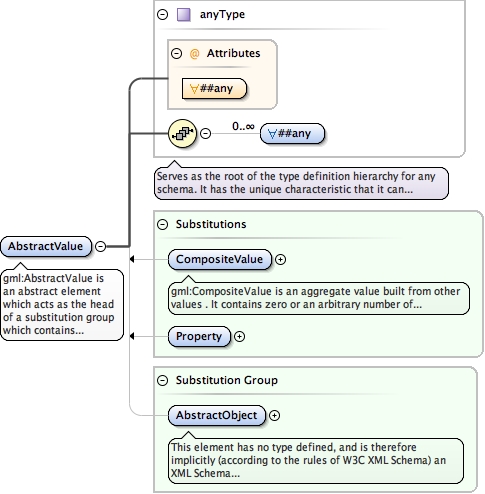 anyType
@ Attributes
∀##any
0..∞
∀##any
Serves as the root of the type definition hierarchy for any
schema. It has the unique characteristic that it can...
AbstractValue
gml:AbstractValue is
an abstract element
which acts as the head
of a substitution group
which contains...
Substitutions
CompositeValue
gml:CompositeValue is an aggregate value built from other
values . It contains zero or an arbitrary number of...
Property
Substitution Group
AbstractObject
This element has no type defined, and is therefore
implicitly (according to the rules of W3C XML Schema) an
XML Schema...